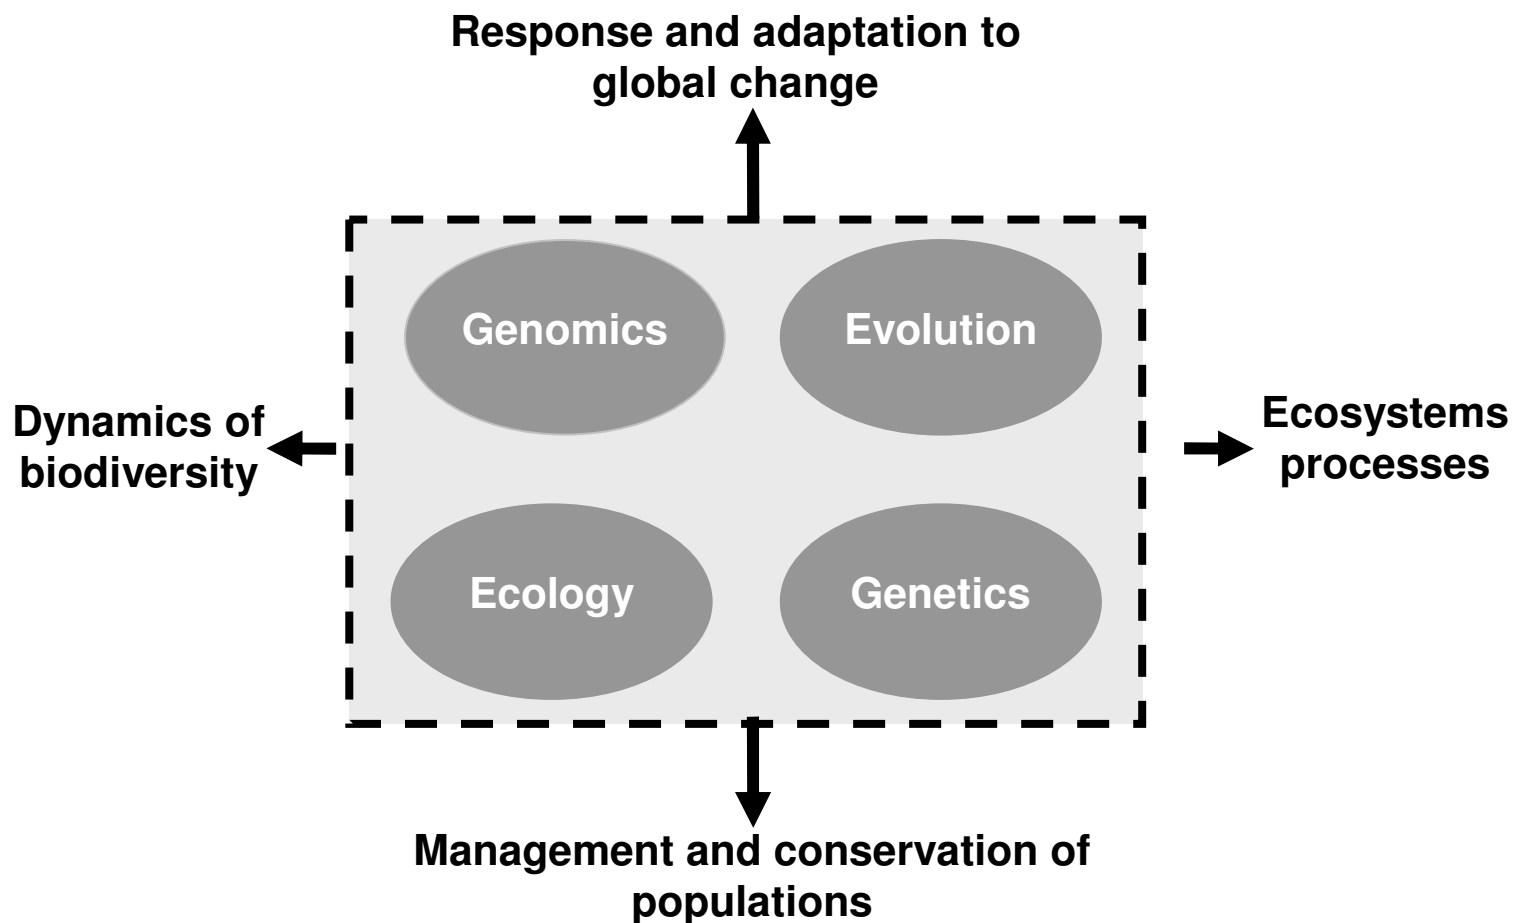 Response and adaptation to
global change
Genomics
Evolution
Dynamics of
biodiversity
Ecosystems
processes
Ecology
Genetics
Management and conservation of
populations